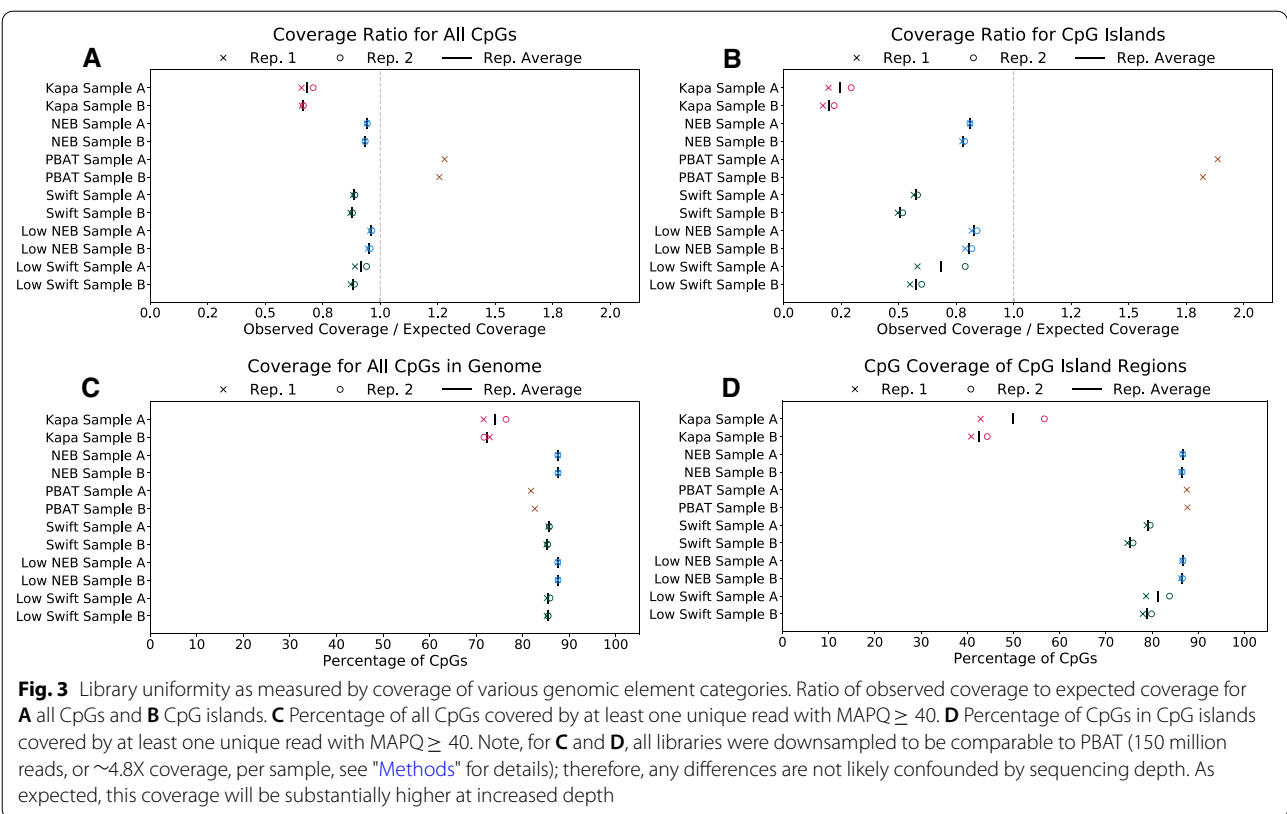 Coverage Ratio for All CpGs
A
× Rep. 1 ○ Rep. 2 — Rep. Average
Kapa Sample A
Kapa Sample B
NEB Sample A
NEB Sample B
PBAT Sample A
PBAT Sample B
Swift Sample A
Swift Sample B
Low NEB Sample A
Low NEB Sample B
Low Swift Sample A
Low Swift Sample B
0.0 0.2 0.5 0.8 1.0 1.2 1.5 1.8 2.0
Observed Coverage / Expected Coverage
Coverage Ratio for CpG Islands
B
× Rep. 1 ○ Rep. 2 — Rep. Average
Kapa Sample A
Kapa Sample B
NEB Sample A
NEB Sample B
PBAT Sample A
PBAT Sample B
Swift Sample A
Swift Sample B
Low NEB Sample A
Low NEB Sample B
Low Swift Sample A
Low Swift Sample B
0.0 0.2 0.5 0.8 1.0 1.2 1.5 1.8 2.0
Observed Coverage / Expected Coverage
Coverage for All CpGs in Genome
C
× Rep. 1 ○ Rep. 2 — Rep. Average
Kapa Sample A
Kapa Sample B
NEB Sample A
NEB Sample B
PBAT Sample A
PBAT Sample B
Swift Sample A
Swift Sample B
Low NEB Sample A
Low NEB Sample B
Low Swift Sample A
Low Swift Sample B
0 10 20 30 40 50 60 70 80 90 100
Percentage of CpGs
CpG Coverage of CpG Island Regions
D
× Rep. 1 ○ Rep. 2 — Rep. Average
Kapa Sample A
Kapa Sample B
NEB Sample A
NEB Sample B
PBAT Sample A
PBAT Sample B
Swift Sample A
Swift Sample B
Low NEB Sample A
Low NEB Sample B
Low Swift Sample A
Low Swift Sample B
0 10 20 30 40 50 60 70 80 90 100
Percentage of CpGs
Fig. 3 Library uniformity as measured by coverage of various genomic element categories. Ratio of observed coverage to expected coverage for
A all CpGs and B CpG islands. C Percentage of all CpGs covered by at least one unique read with MAPQ ≥ 40. D Percentage of CpGs in CpG islands
covered by at least one unique read with MAPQ ≥ 40. Note, for C and D, all libraries were downsampled to be comparable to PBAT (150 million
reads, or ∼4.8X coverage, per sample, see "Methods" for details); therefore, any differences are not likely confounded by sequencing depth. As
expected, this coverage will be substantially higher at increased depth